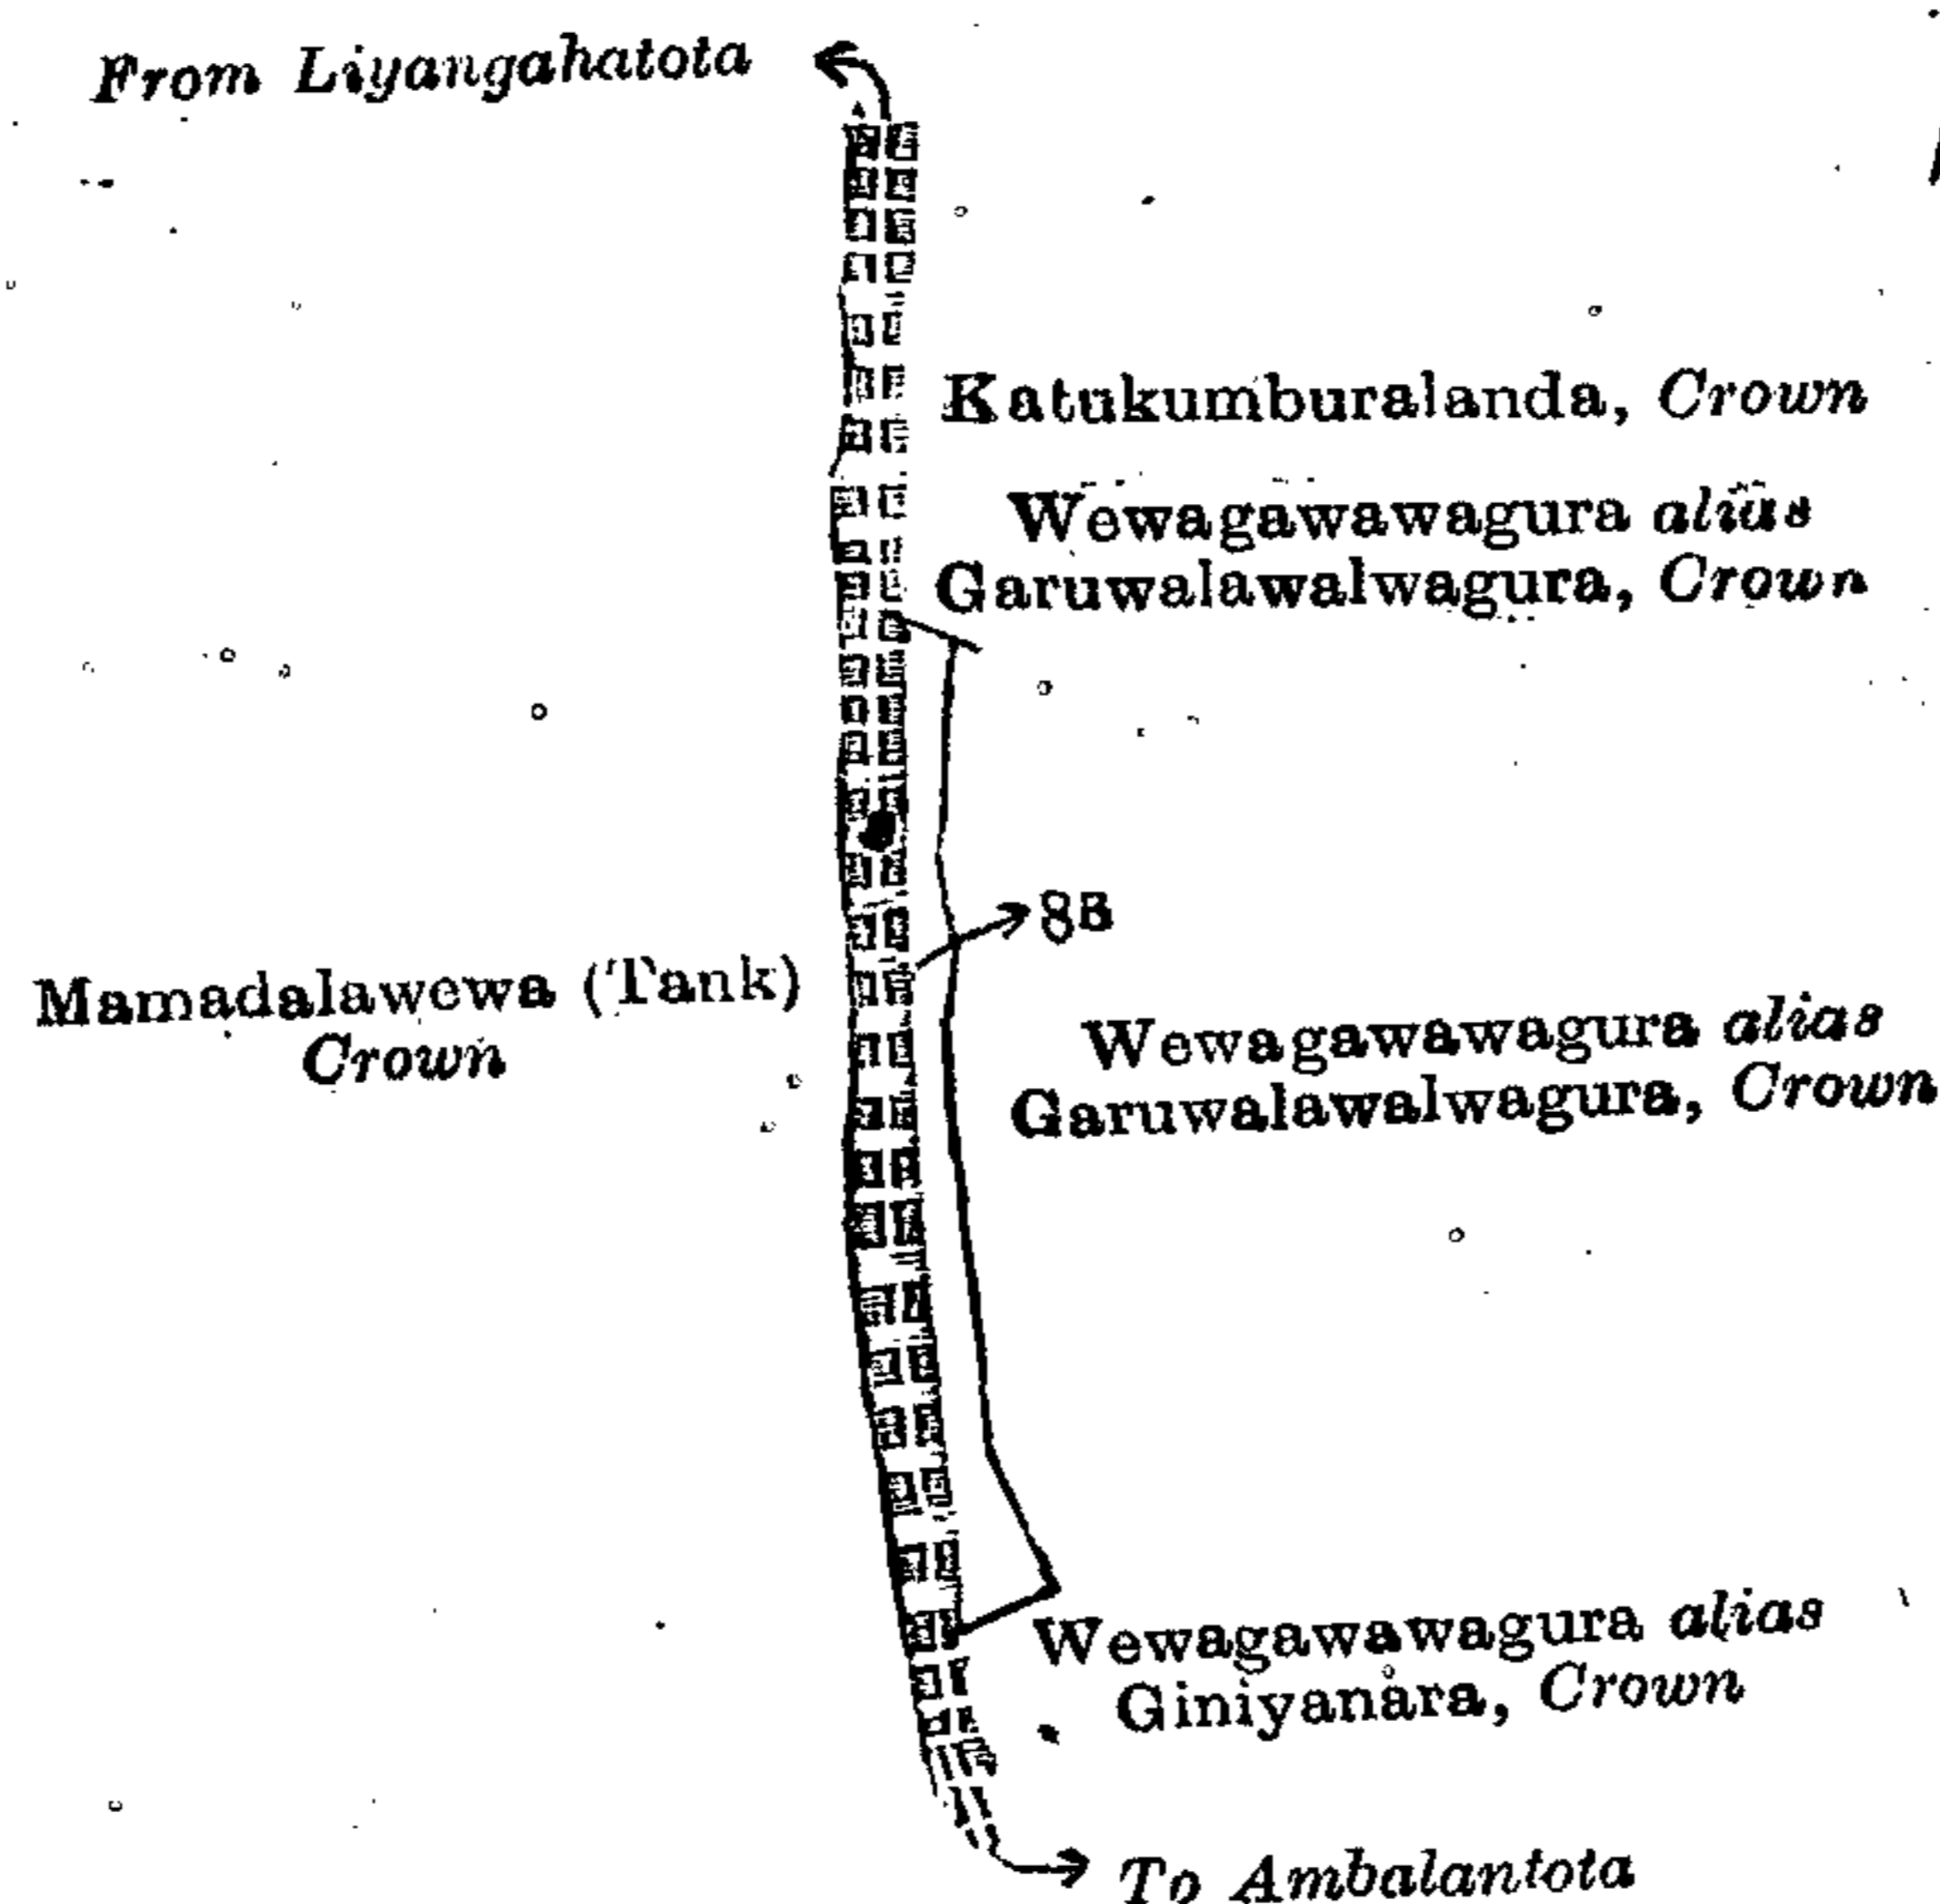 From Liyangahatota
Katukumburalanda, Crown
Wewagawawagura alias
Garuwalawalwagura, Crown
8B
Mamadalawewa (Tank)
Crown
Wewagawawagura alias
Garuwalawalwagura, Crown
Wewagawawagura alias
Giniyanara, Crown
To Ambalantota